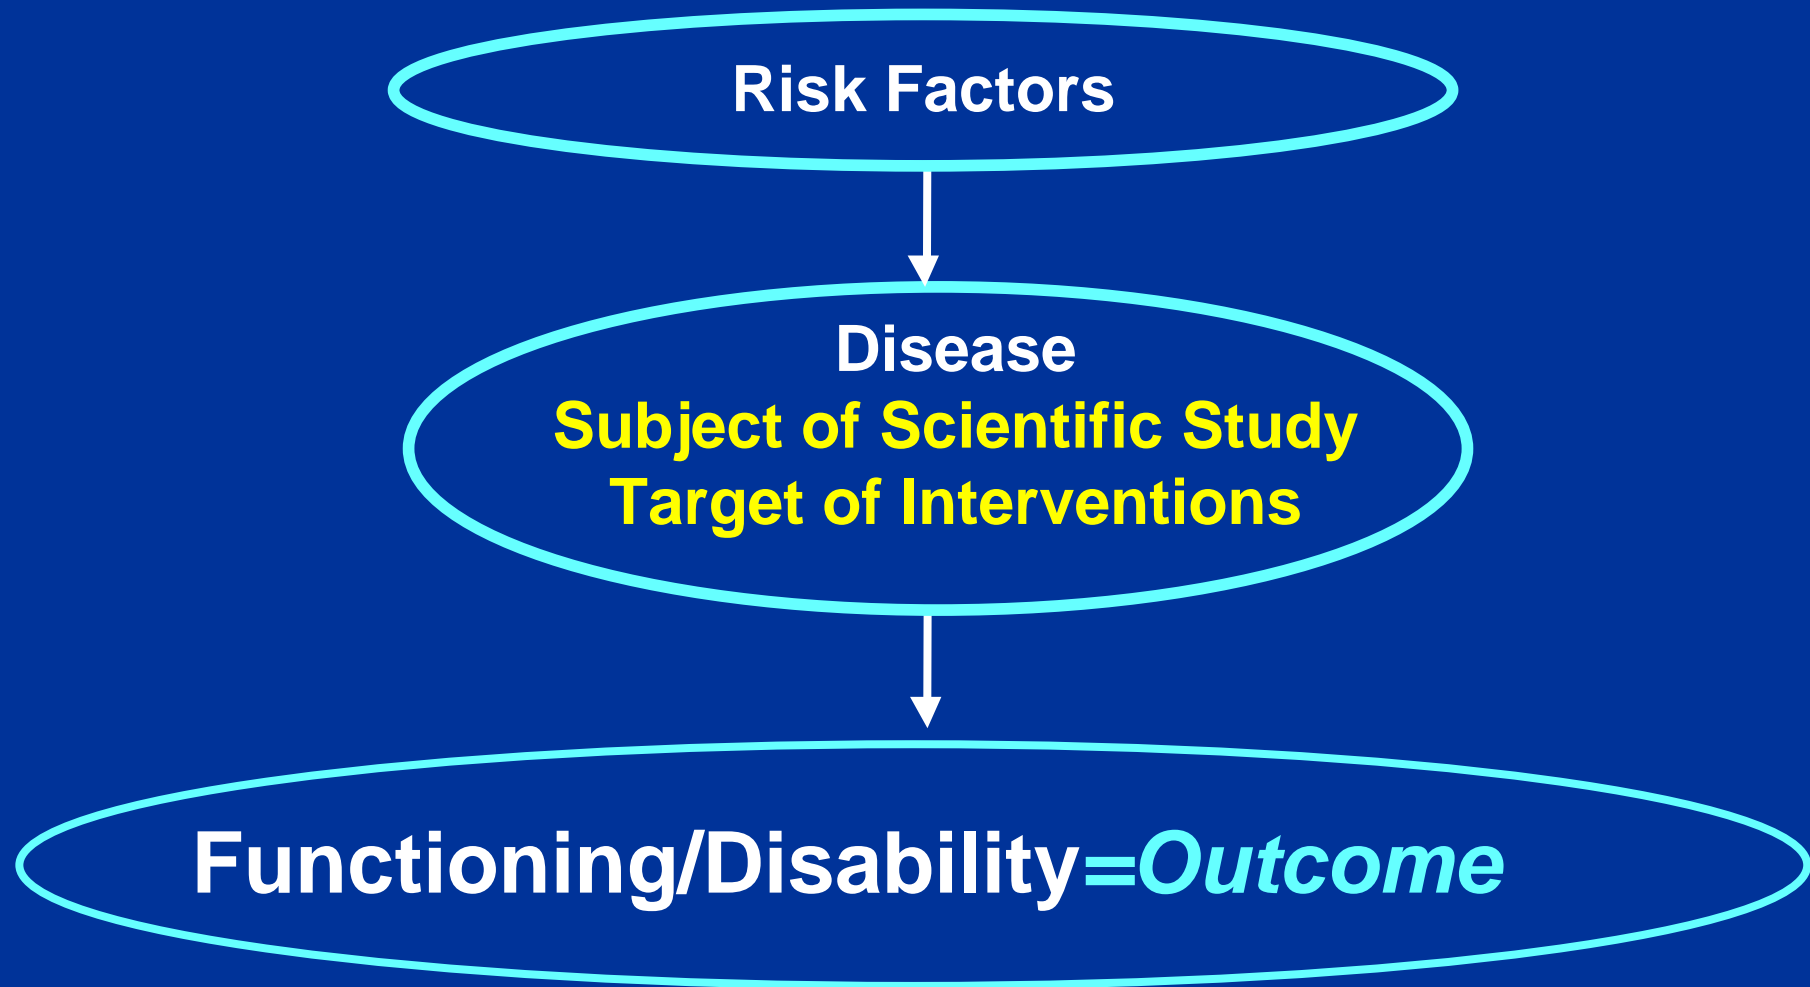 Risk Factors
Disease
Subject of Scientific Study
Target of Interventions
Functioning/Disability=Outcome